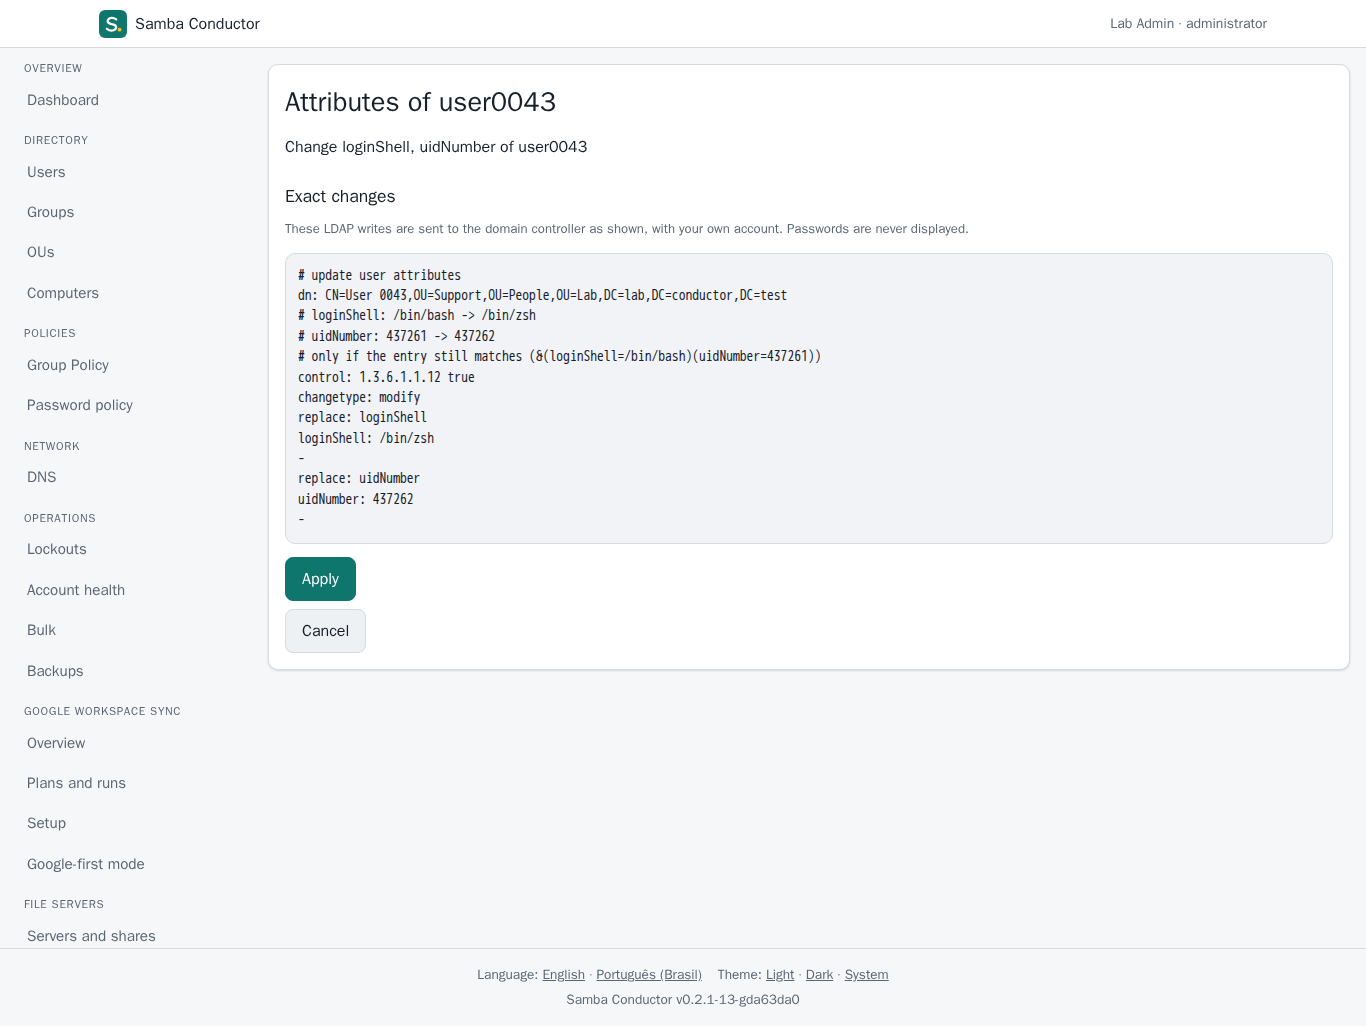 Samba Conductor
Lab Admin · administrator
OVERVIEW
Dashboard
DIRECTORY
Users
Groups
OUs
Computers
POLICIES
Group Policy
Password policy
NETWORK
DNS
OPERATIONS
Lockouts
Account health
Bulk
Backups
GOOGLE WORKSPACE SYNC
Overview
Plans and runs
Setup
Google-first mode
FILE SERVERS
Servers and shares
Attributes of user0043
Change loginShell, uidNumber of user0043
Exact changes
These LDAP writes are sent to the domain controller as shown, with your own account. Passwords are never displayed.
# update user attributes
dn: CN=User 0043,OU=Support,OU=People,OU=Lab,DC=lab,DC=conductor,DC=test
# loginShell: /bin/bash -> /bin/zsh
# uidNumber: 437261 -> 437262
# only if the entry still matches (&(loginShell=/bin/bash)(uidNumber=437261))
control: 1.3.6.1.1.12 true
changetype: modify
replace: loginShell
loginShell: /bin/zsh
-
replace: uidNumber
uidNumber: 437262
-
Apply
Cancel
Language: English · Português (Brasil) Theme: Light · Dark · System
Samba Conductor v0.2.1-13-gda63da0